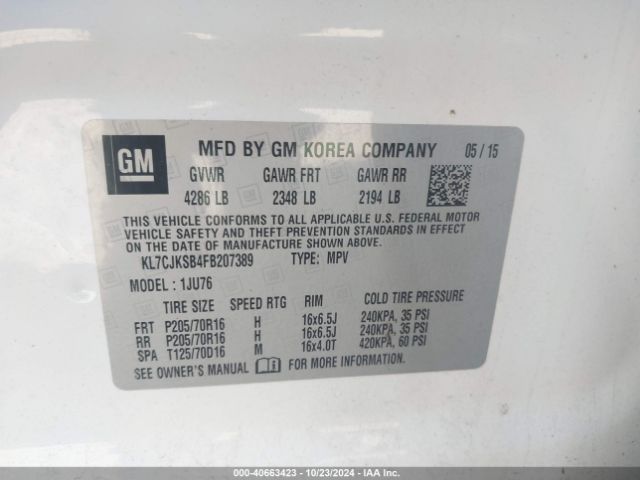 GM
MFD BY GM KOREA COMPANY 05/15
GVWR GAWR FRT GAWR RR
4286 LB 2348 LB 2194 LB
THIS VEHICLE CONFORMS TO ALL APPLICABLE U.S. FEDERAL MOTOR
VEHICLE SAFETY AND THEFT PREVENTION STANDARDS IN EFFECT
ON THE DATE OF MANUFACTURE SHOWN ABOVE.
KL7CJKSB4FB207389 TYPE: MPV
MODEL : 1JU76
TIRE SIZE SPEED RTG RIM COLD TIRE PRESSURE
FRT P205/70R16 H 16x6.5J 240KPA, 35 PSI
RR P205/70R16 H 16x6.5J 240KPA, 35 PSI
SPA T125/70D16 M 16x4.0T 420KPA, 60 PSI
SEE OWNER'S MANUAL FOR MORE INFORMATION.
000-40663423 - 10/23/2024 - IAA Inc.